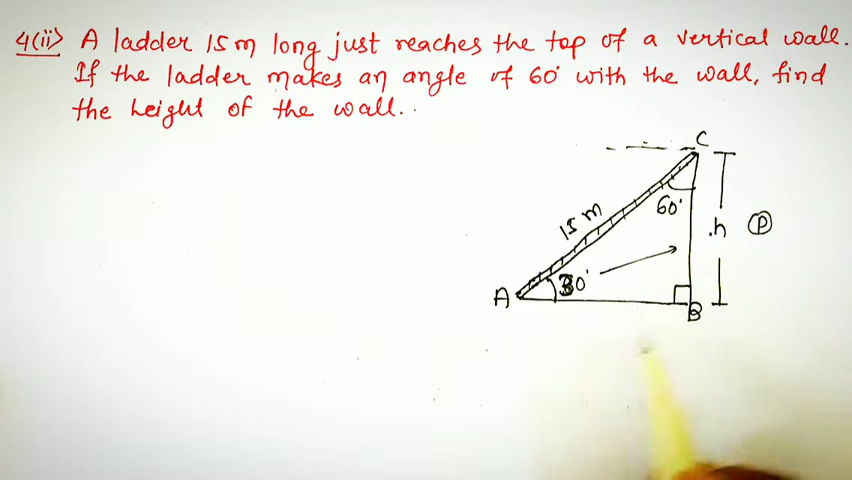 4(ii) A ladder 15 m long just reaches the top of a vertical wall.
If the ladder makes an angle of 60° with the wall, find
the height of the wall.
C
15 m
60°
h
P
A
30°
B